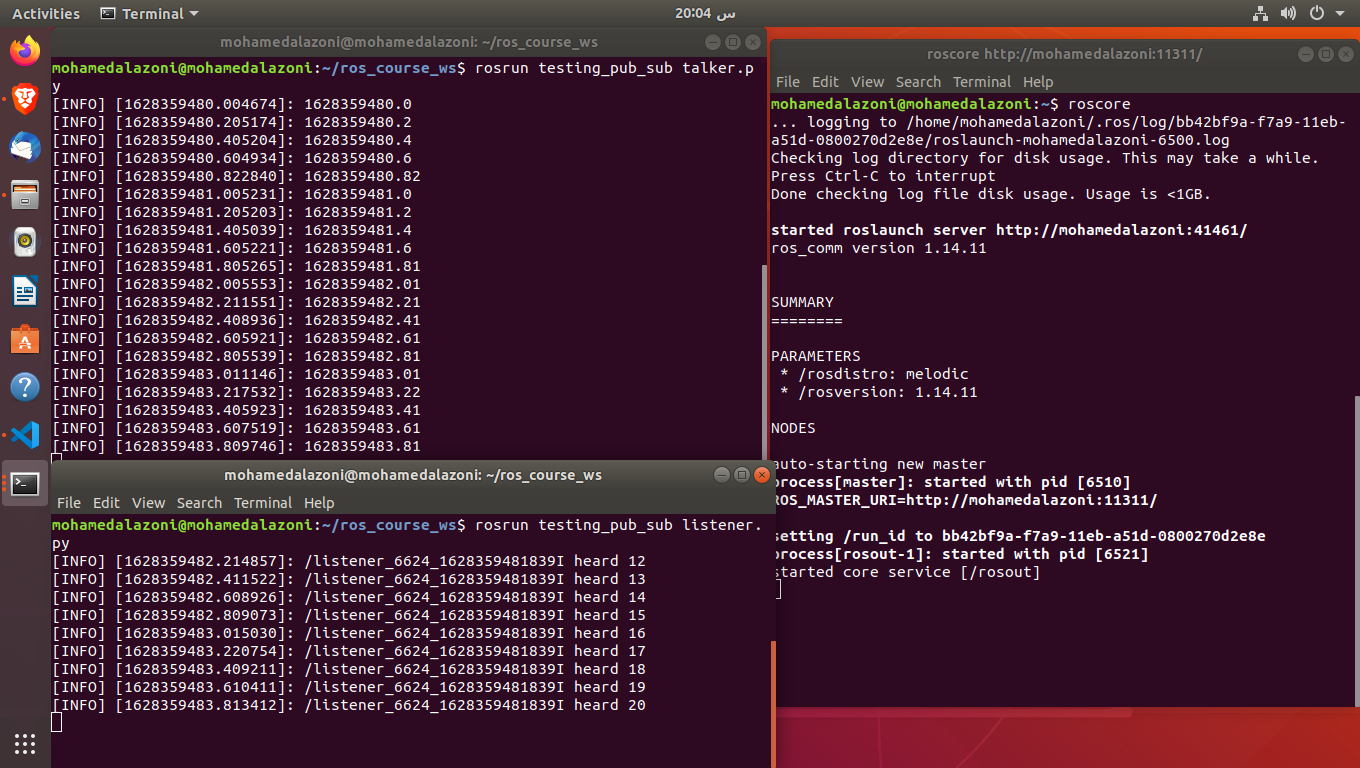 Activities
Terminal
20:04 س
mohamedalazoni@mohamedalazoni: ~/ros_course_ws
mohamedalazoni@mohamedalazoni:~/ros_course_ws$ rosrun testing_pub_sub talker.p
y
[INFO] [1628359480.004674]: 1628359480.0
[INFO] [1628359480.205174]: 1628359480.2
[INFO] [1628359480.405204]: 1628359480.4
[INFO] [1628359480.604934]: 1628359480.6
[INFO] [1628359480.822840]: 1628359480.82
[INFO] [1628359481.005231]: 1628359481.0
[INFO] [1628359481.205203]: 1628359481.2
[INFO] [1628359481.405039]: 1628359481.4
[INFO] [1628359481.605221]: 1628359481.6
[INFO] [1628359481.805265]: 1628359481.81
[INFO] [1628359482.005553]: 1628359482.01
[INFO] [1628359482.211551]: 1628359482.21
[INFO] [1628359482.408936]: 1628359482.41
[INFO] [1628359482.605921]: 1628359482.61
[INFO] [1628359482.805539]: 1628359482.81
[INFO] [1628359483.011146]: 1628359483.01
[INFO] [1628359483.217532]: 1628359483.22
[INFO] [1628359483.405923]: 1628359483.41
[INFO] [1628359483.607519]: 1628359483.61
[INFO] [1628359483.809746]: 1628359483.81
mohamedalazoni@mohamedalazoni: ~/ros_course_ws
File Edit View Search Terminal Help
mohamedalazoni@mohamedalazoni:~/ros_course_ws$ rosrun testing_pub_sub listener.
py
[INFO] [1628359482.214857]: /listener_6624_1628359481839I heard 12
[INFO] [1628359482.411522]: /listener_6624_1628359481839I heard 13
[INFO] [1628359482.608926]: /listener_6624_1628359481839I heard 14
[INFO] [1628359482.809073]: /listener_6624_1628359481839I heard 15
[INFO] [1628359483.015030]: /listener_6624_1628359481839I heard 16
[INFO] [1628359483.220754]: /listener_6624_1628359481839I heard 17
[INFO] [1628359483.409211]: /listener_6624_1628359481839I heard 18
[INFO] [1628359483.610411]: /listener_6624_1628359481839I heard 19
[INFO] [1628359483.813412]: /listener_6624_1628359481839I heard 20
roscore http://mohamedalazoni:11311/
File Edit View Search Terminal Help
mohamedalazoni@mohamedalazoni:~$ roscore
... logging to /home/mohamedalazoni/.ros/log/bb42bf9a-f7a9-11eb-
a51d-0800270d2e8e/roslaunch-mohamedalazoni-6500.log
Checking log directory for disk usage. This may take a while.
Press Ctrl-C to interrupt
Done checking log file disk usage. Usage is <1GB.
started roslaunch server http://mohamedalazoni:41461/
ros_comm version 1.14.11
SUMMARY
========
PARAMETERS
* /rosdistro: melodic
* /rosversion: 1.14.11
NODES
auto-starting new master
process[master]: started with pid [6510]
ROS_MASTER_URI=http://mohamedalazoni:11311/
setting /run_id to bb42bf9a-f7a9-11eb-a51d-0800270d2e8e
process[rosout-1]: started with pid [6521]
started core service [/rosout]